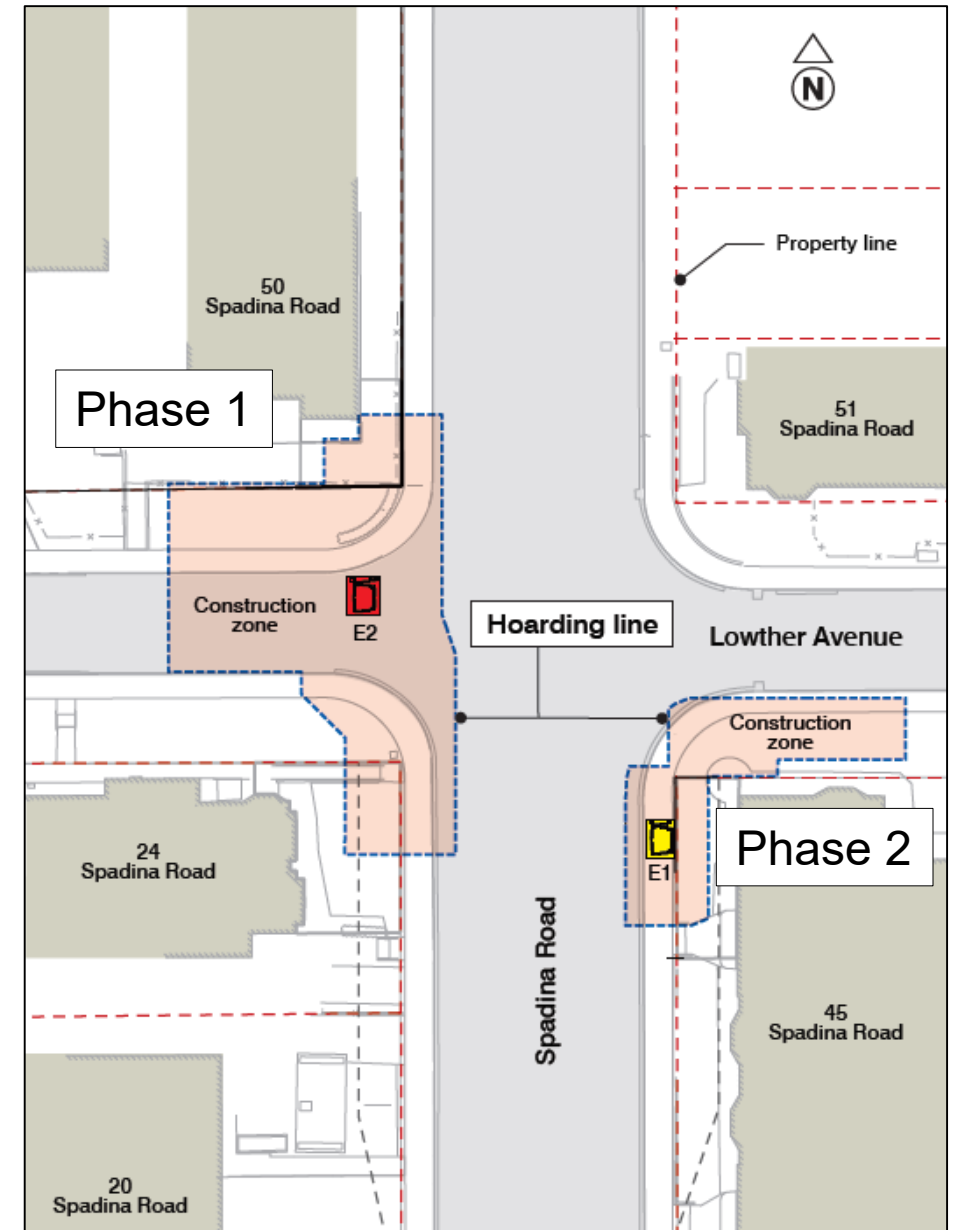 N
Property line
50
Spadina Road
Phase 1
51
Spadina Road
Construction
zone
E2
Hoarding line
Lowther Avenue
Construction
zone
Phase 2
E1
24
Spadina Road
Spadina Road
45
Spadina Road
20
Spadina Road